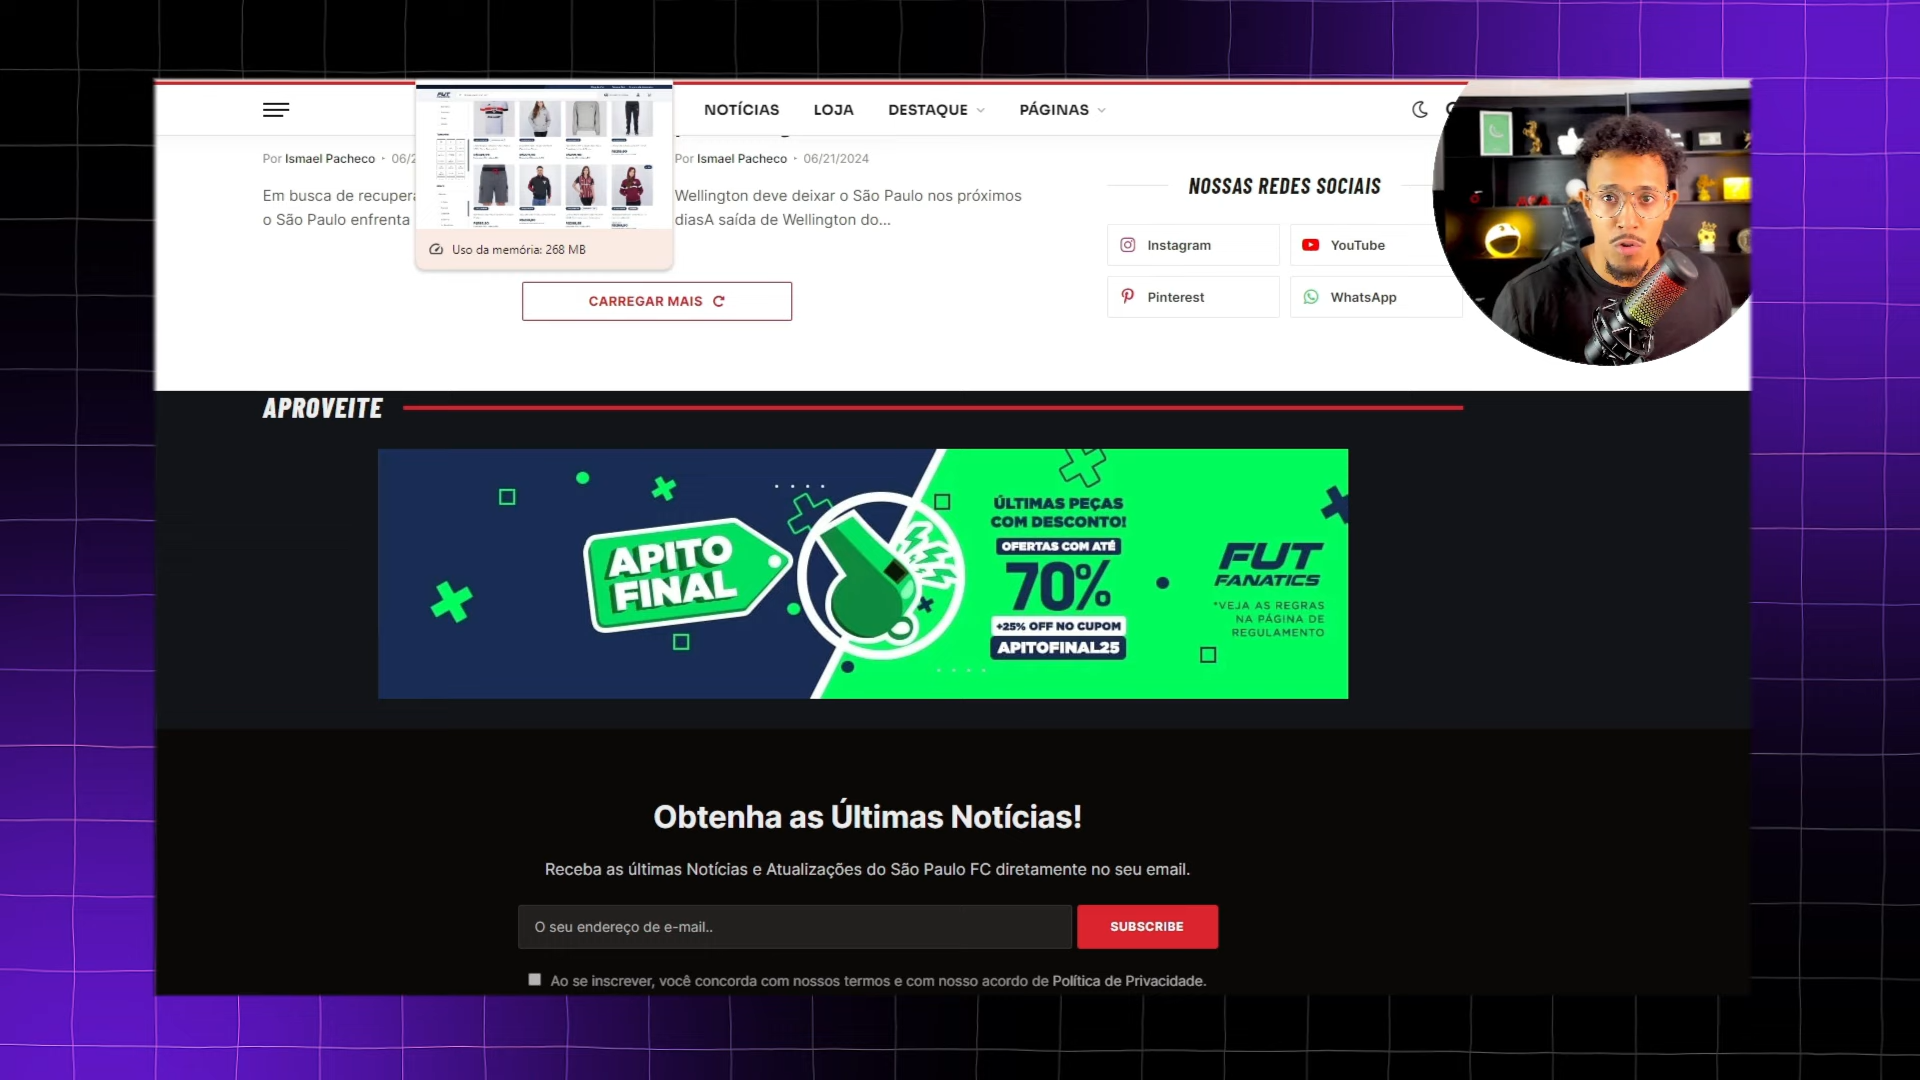 NOTÍCIAS
LOJA
DESTAQUE
PÁGINAS
Por Ismael Pacheco
Por Ismael Pacheco • 06/21/2024
Em busca de
o São Paulo enfrenta
Wellington deve deixar o São Paulo nos próximos
diasA saída de Wellington do...
FUT
Uso da memória: 268 MB
CARREGAR MAIS
NOSSAS REDES SOCIAIS
Instagram
YouTube
Pinterest
WhatsApp
APROVEITE
APITO
FINAL
ÚLTIMAS PEÇAS
COM DESCONTO!
OFERTAS COM ATÉ
70%
+25% OFF NO CUPOM
APITOFINAL25
FUT
FANATICS
*VEJA AS REGRAS
NA PÁGINA DE
REGULAMENTO
Obtenha as Últimas Notícias!
Receba as últimas Notícias e Atualizações do São Paulo FC diretamente no seu email.
O seu endereço de e-mail..
SUBSCRIBE
Ao se inscrever, você concorda com nossos termos e com nosso acordo de Política de Privacidade.